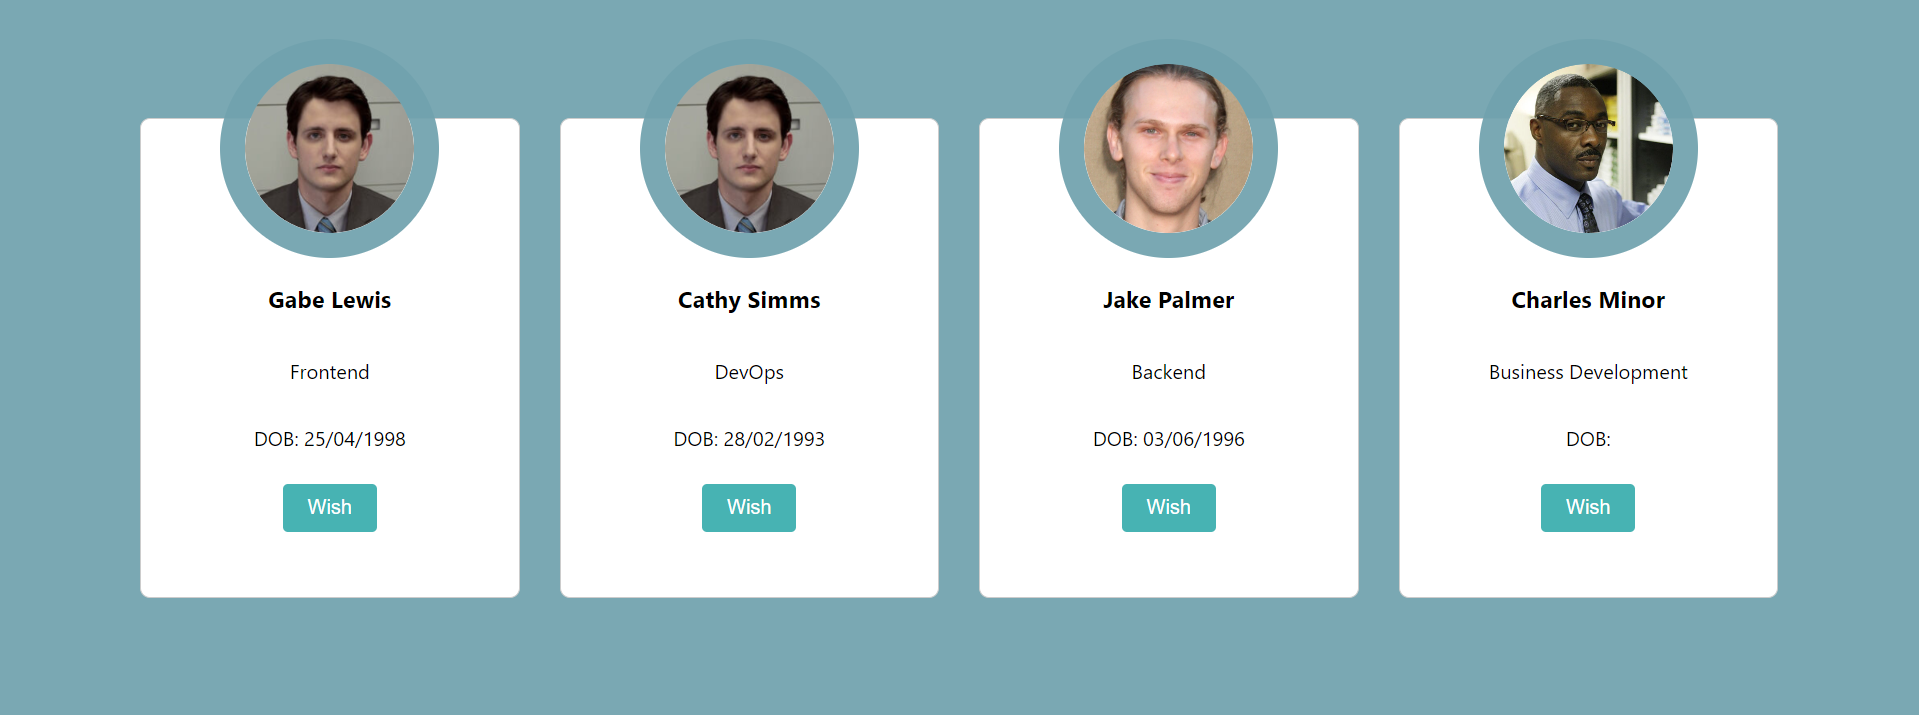 Gabe Lewis
Frontend
DOB: 25/04/1998
Wish
Cathy Simms
DevOps
DOB: 28/02/1993
Wish
Jake Palmer
Backend
DOB: 03/06/1996
Wish
Charles Minor
Business Development
DOB:
Wish